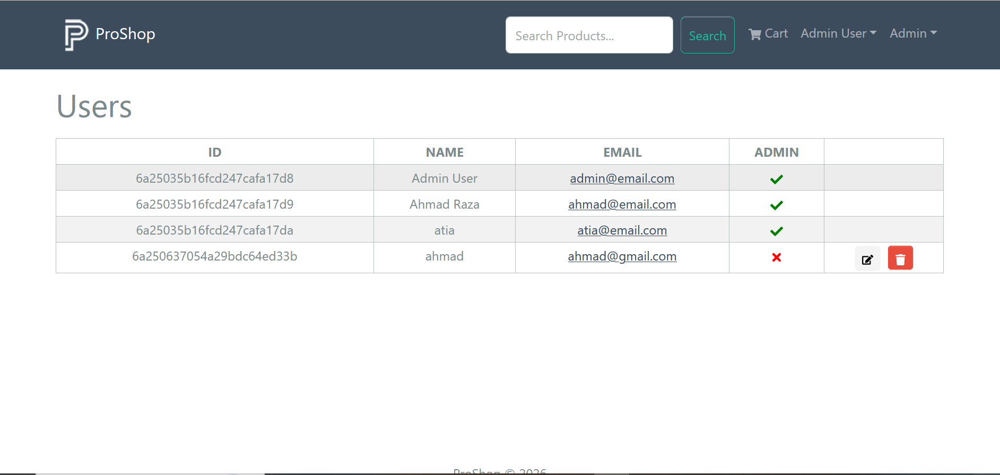 ProShop
Search Products...
Search
Cart
Admin User
Admin
Users
ID NAME EMAIL ADMIN
6a25035b16fcd247cafa17d8 Admin User admin@email.com
6a25035b16fcd247cafa17d9 Ahmad Raza ahmad@email.com
6a25035b16fcd247cafa17da atia atia@email.com
6a250637054a29bdc64ed33b ahmad ahmad@gmail.com
ProShop © 2026